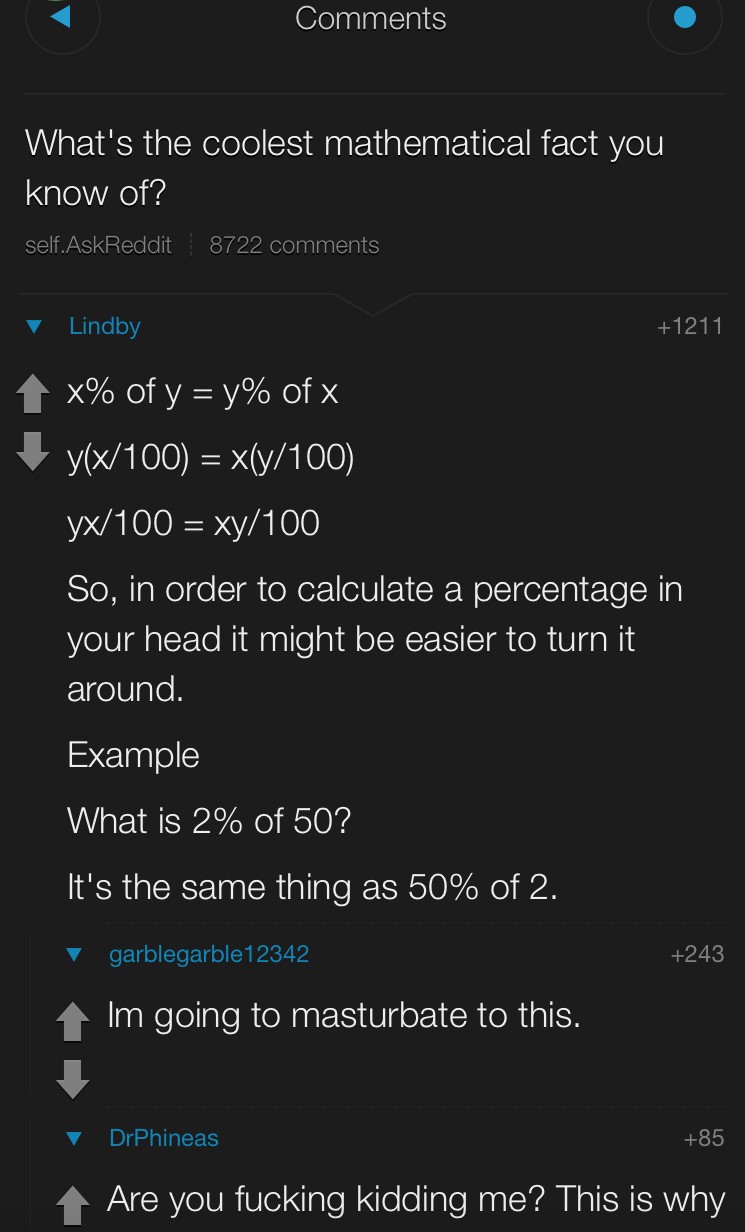 Comments
What's the coolest mathematical fact you
know of?
self.AskReddit 8722 comments
Lindby +1211
x% of y = y% of x
y(x/100) = x(y/100)
yx/100 = xy/100
So, in order to calculate a percentage in
your head it might be easier to turn it
around.
Example
What is 2% of 50?
It's the same thing as 50% of 2.
garblegarble12342 +243
Im going to masturbate to this.
DrPhineas +85
Are you fucking kidding me? This is why